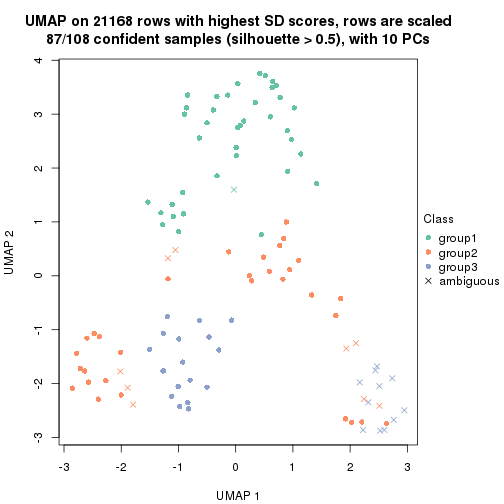 UMAP on 21168 rows with highest SD scores, rows are scaled
87/108 confident samples (silhouette > 0.5), with 10 PCs
4
3
2
1
0
-1
-2
-3
UMAP 2
-3
-2
-1
0
1
2
3
UMAP 1
Class
group1
group2
group3
ambiguous